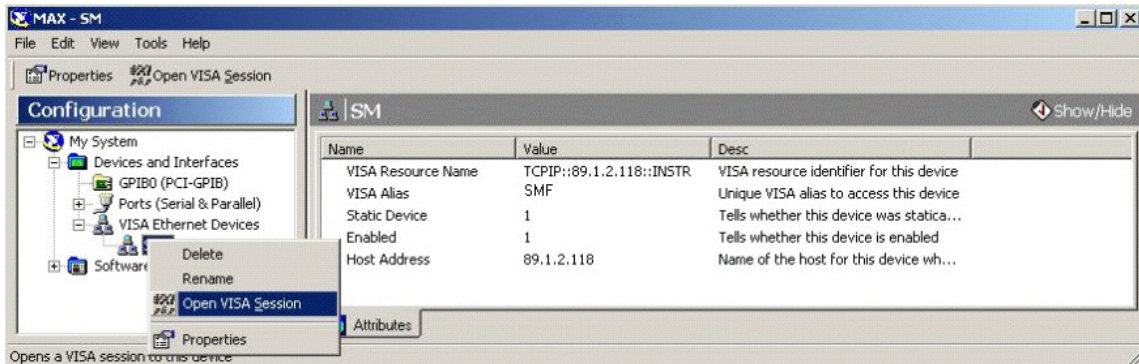 MAX - SM
File Edit View Tools Help
Properties Open VISA Session
Configuration
SM
Show/Hide
My System
Devices and Interfaces
GPIB0 (PCI-GPIB)
Ports (Serial & Parallel)
VISA Ethernet Devices
Software
Delete
Rename
Open VISA Session
Properties
Name Value Desc
VISA Resource Name TCPIP::89.1.2.118::INSTR VISA resource identifier for this device
VISA Alias SMF Unique VISA alias to access this device
Static Device 1 Tells whether this device was statica...
Enabled 1 Tells whether this device is enabled
Host Address 89.1.2.118 Name of the host for this device wh...
Attributes
Opens a VISA session to this device